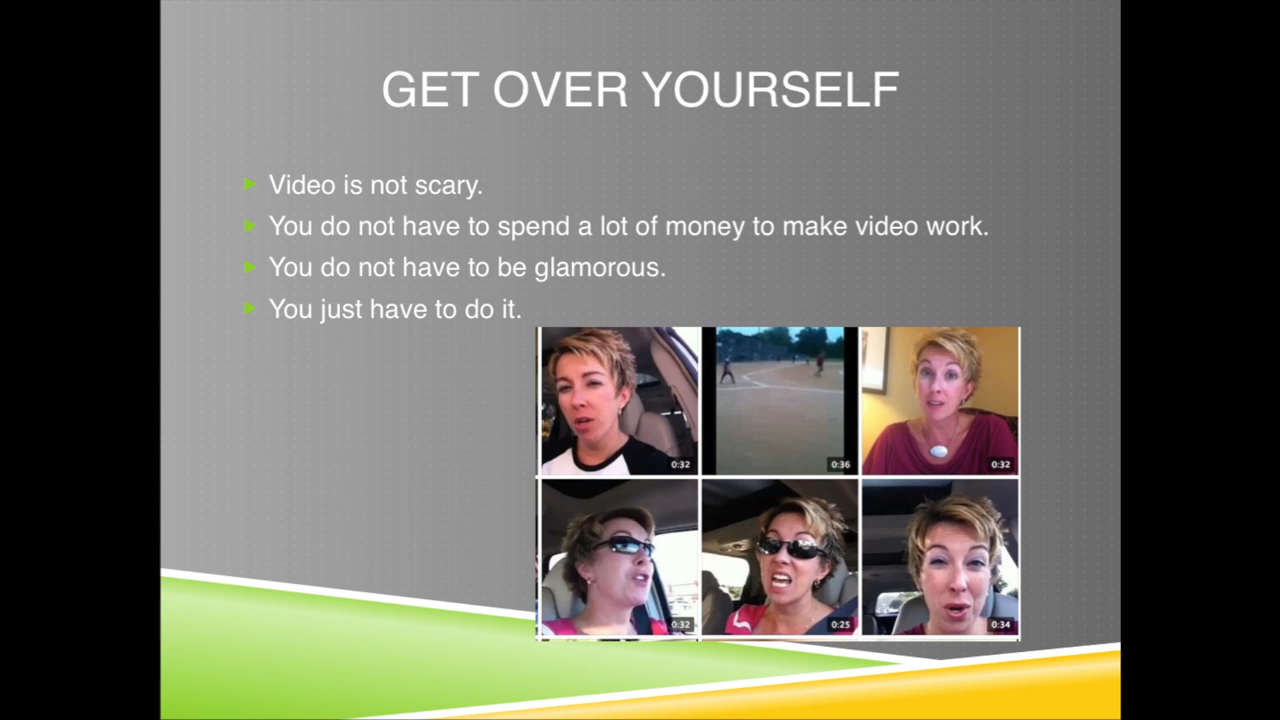 GET OVER YOURSELF
Video is not scary.
You do not have to spend a lot of money to make video work.
You do not have to be glamorous.
You just have to do it.
0:32
0:36
0:32
0:32
0:25
0:34